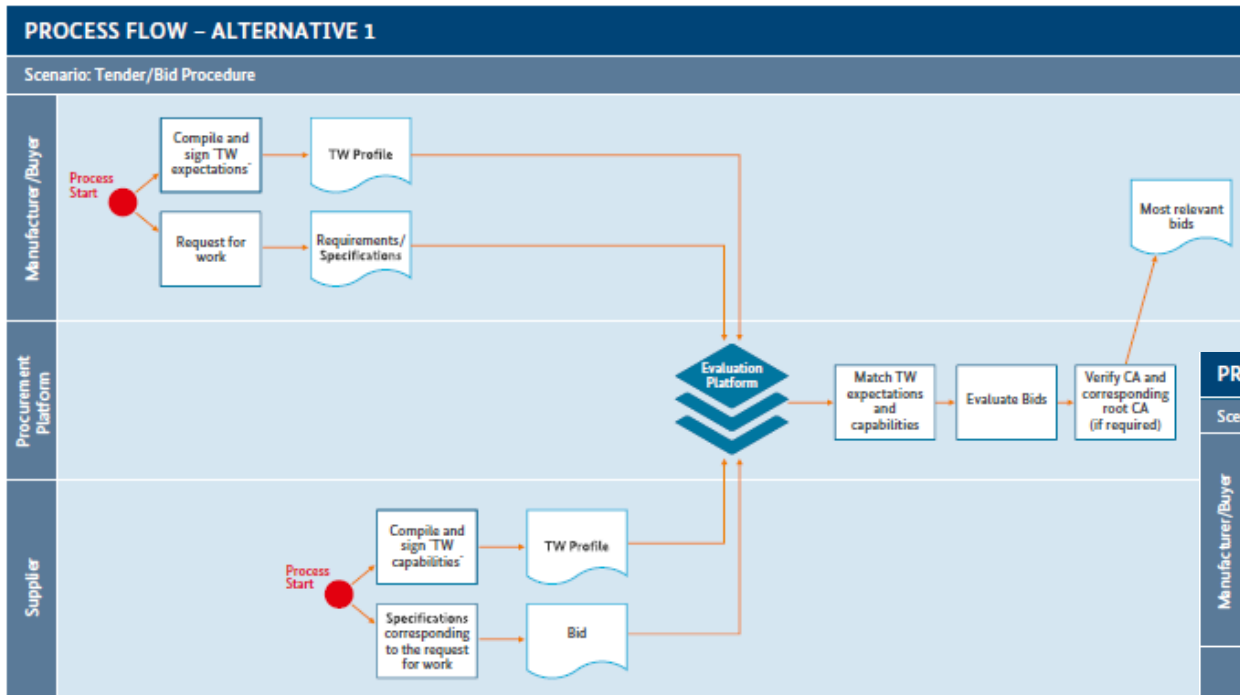 PROCESS FLOW – ALTERNATIVE 1
Scenario: Tender/Bid Procedure
Manufacturer/Buyer
Process
Start
Compile and
sign "TW
expectations"
TW Profile
Request for
work
Requirements/
Specifications
Most relevant
bids
Procurement
Platform
Evaluation
Platform
Match TW
expectations
and
capabilities
Evaluate Bids
Verify CA and
corresponding
root CA
(if required)
Supplier
Process
Start
Compile and
sign "TW
capabilities"
TW Profile
Specifications
corresponding
to the request
for work
Bid
PR
Sce
Manufacturer/Buyer